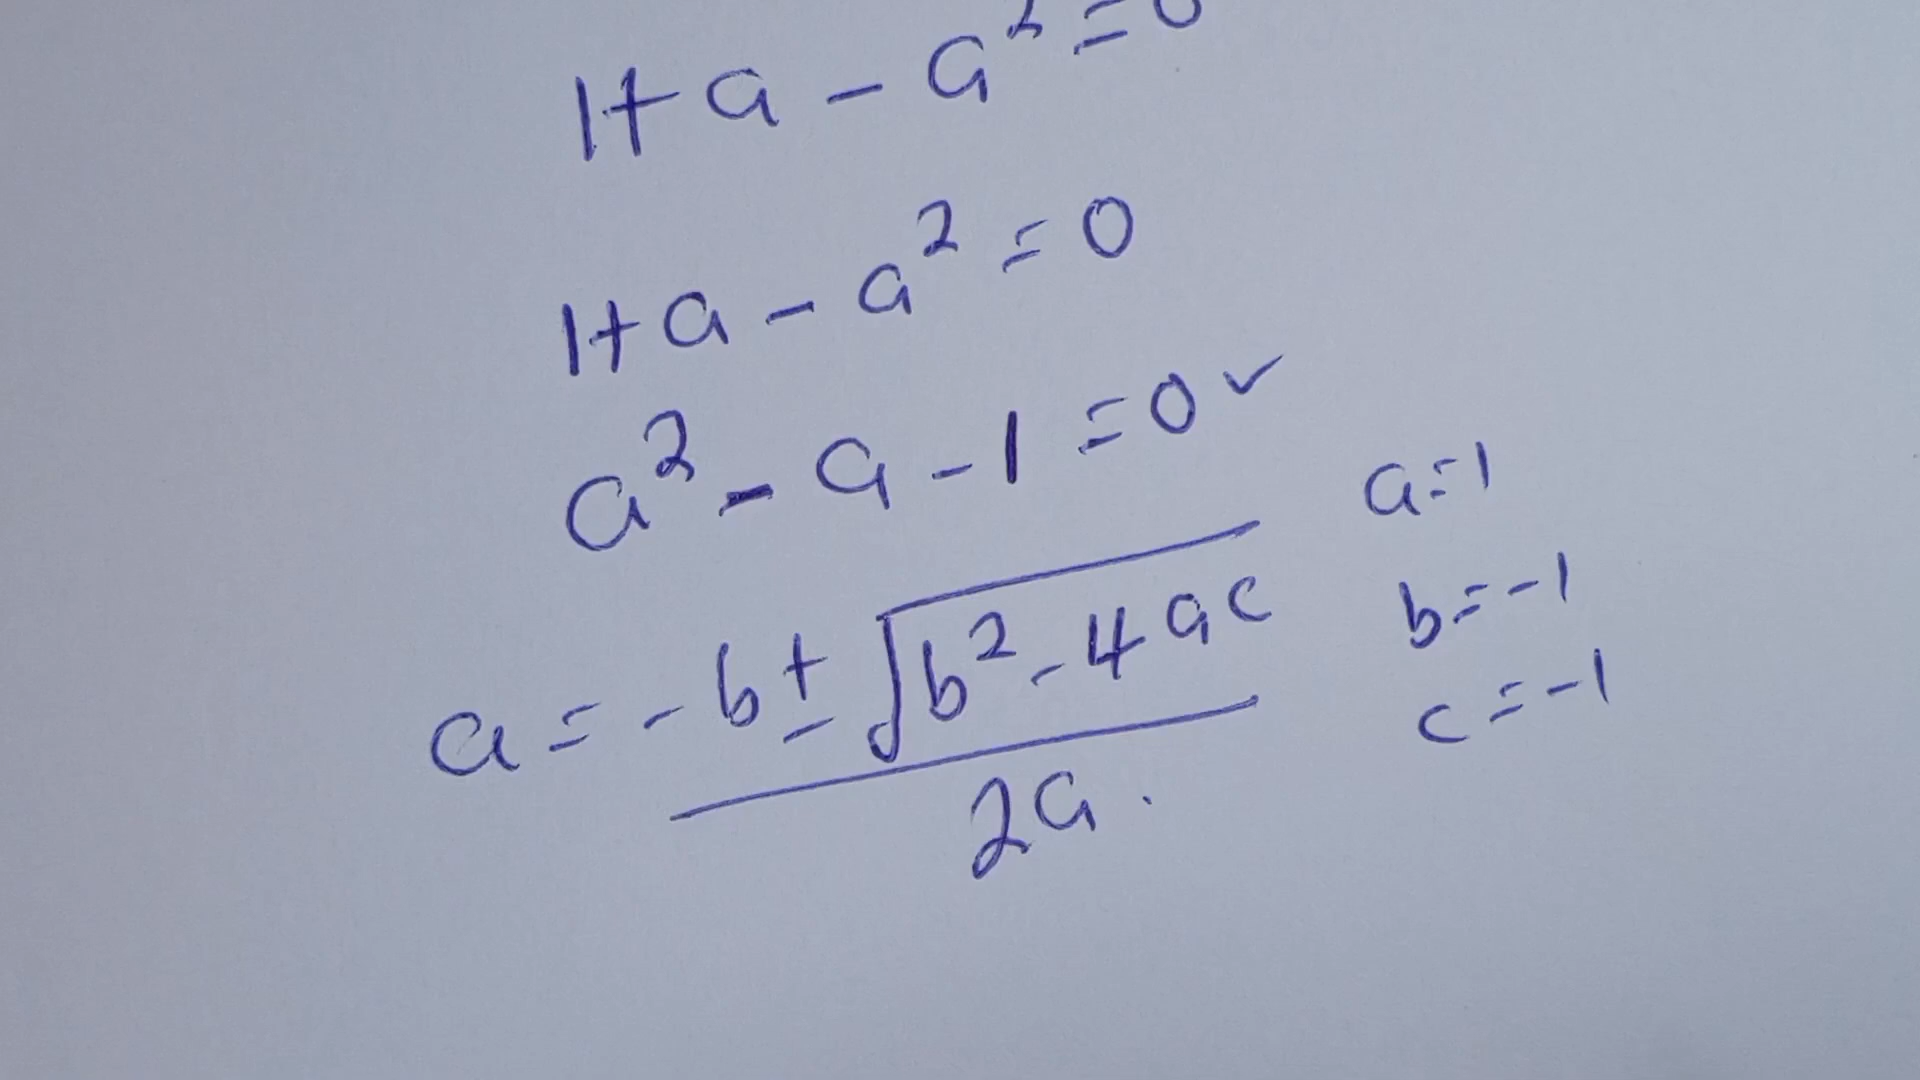 1+a-a²=0
1+a-a²=0
a²-a-1=0✓
a=1
a=-b±√b²-4ac
b=-1
c=-1
2a.